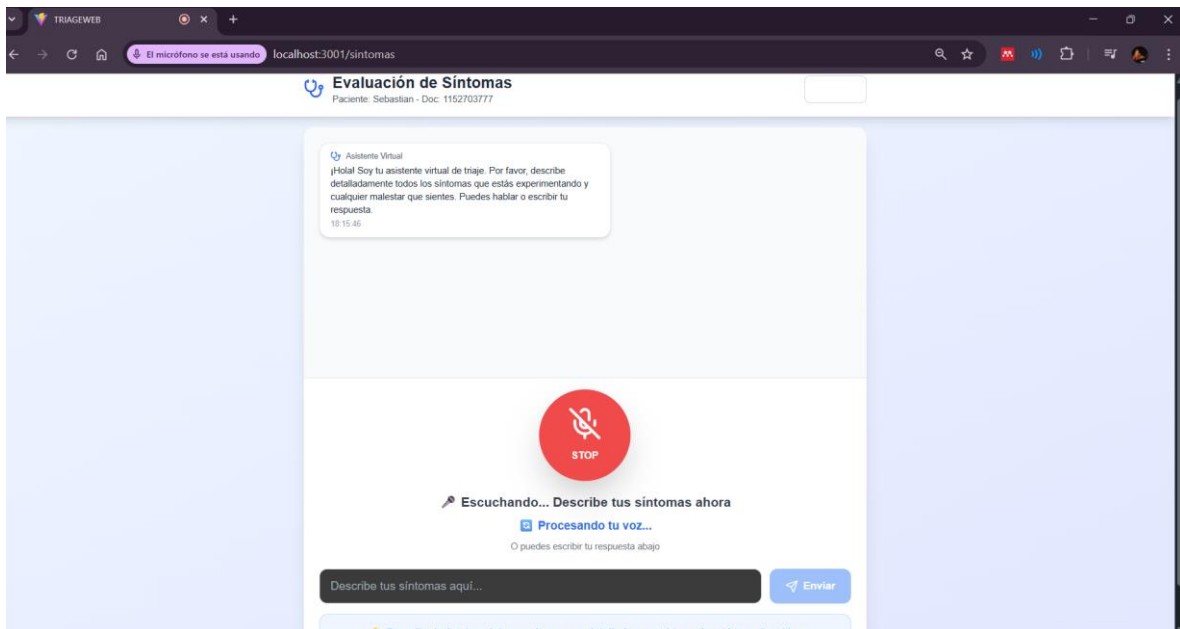 TRIAGEWEB
El micrófono se está usando
localhost:3001/sintomas
Evaluación de Síntomas
Paciente: Sebastian - Doc: 1152703777
Asistente Virtual
¡Hola! Soy tu asistente virtual de triaje. Por favor, describe
detalladamente todos los síntomas que estás experimentando y
cualquier malestar que sientes. Puedes hablar o escribir tu
respuesta.
18:15:46
STOP
Escuchando... Describe tus síntomas ahora
Procesando tu voz...
O puedes escribir tu respuesta abajo
Describe tus síntomas aquí...
Enviar